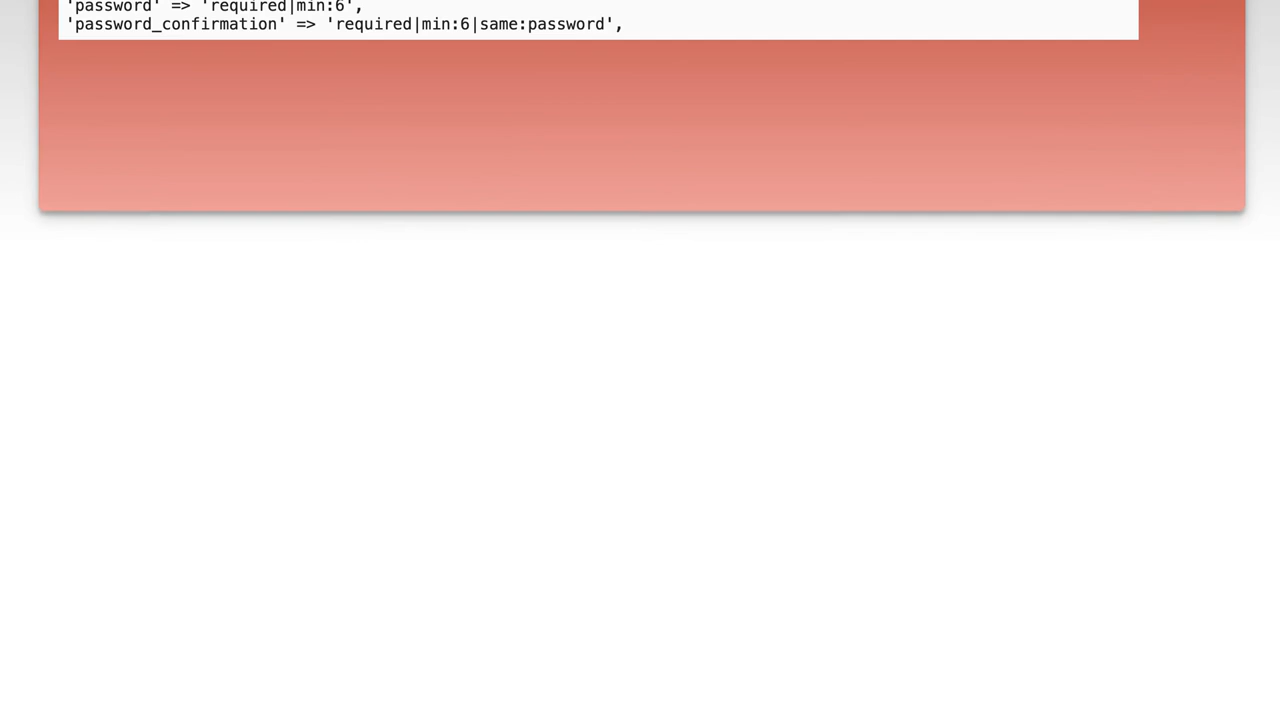 'password' => 'required|min:6',
'password_confirmation' => 'required|min:6|same:password',